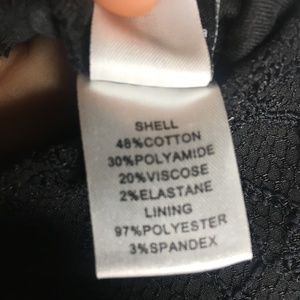 SHELL
48%COTTON
30%POLYAMIDE
20%VISCOSE
2%ELASTANE
LINING
97%POLYESTER
3%SPANDEX